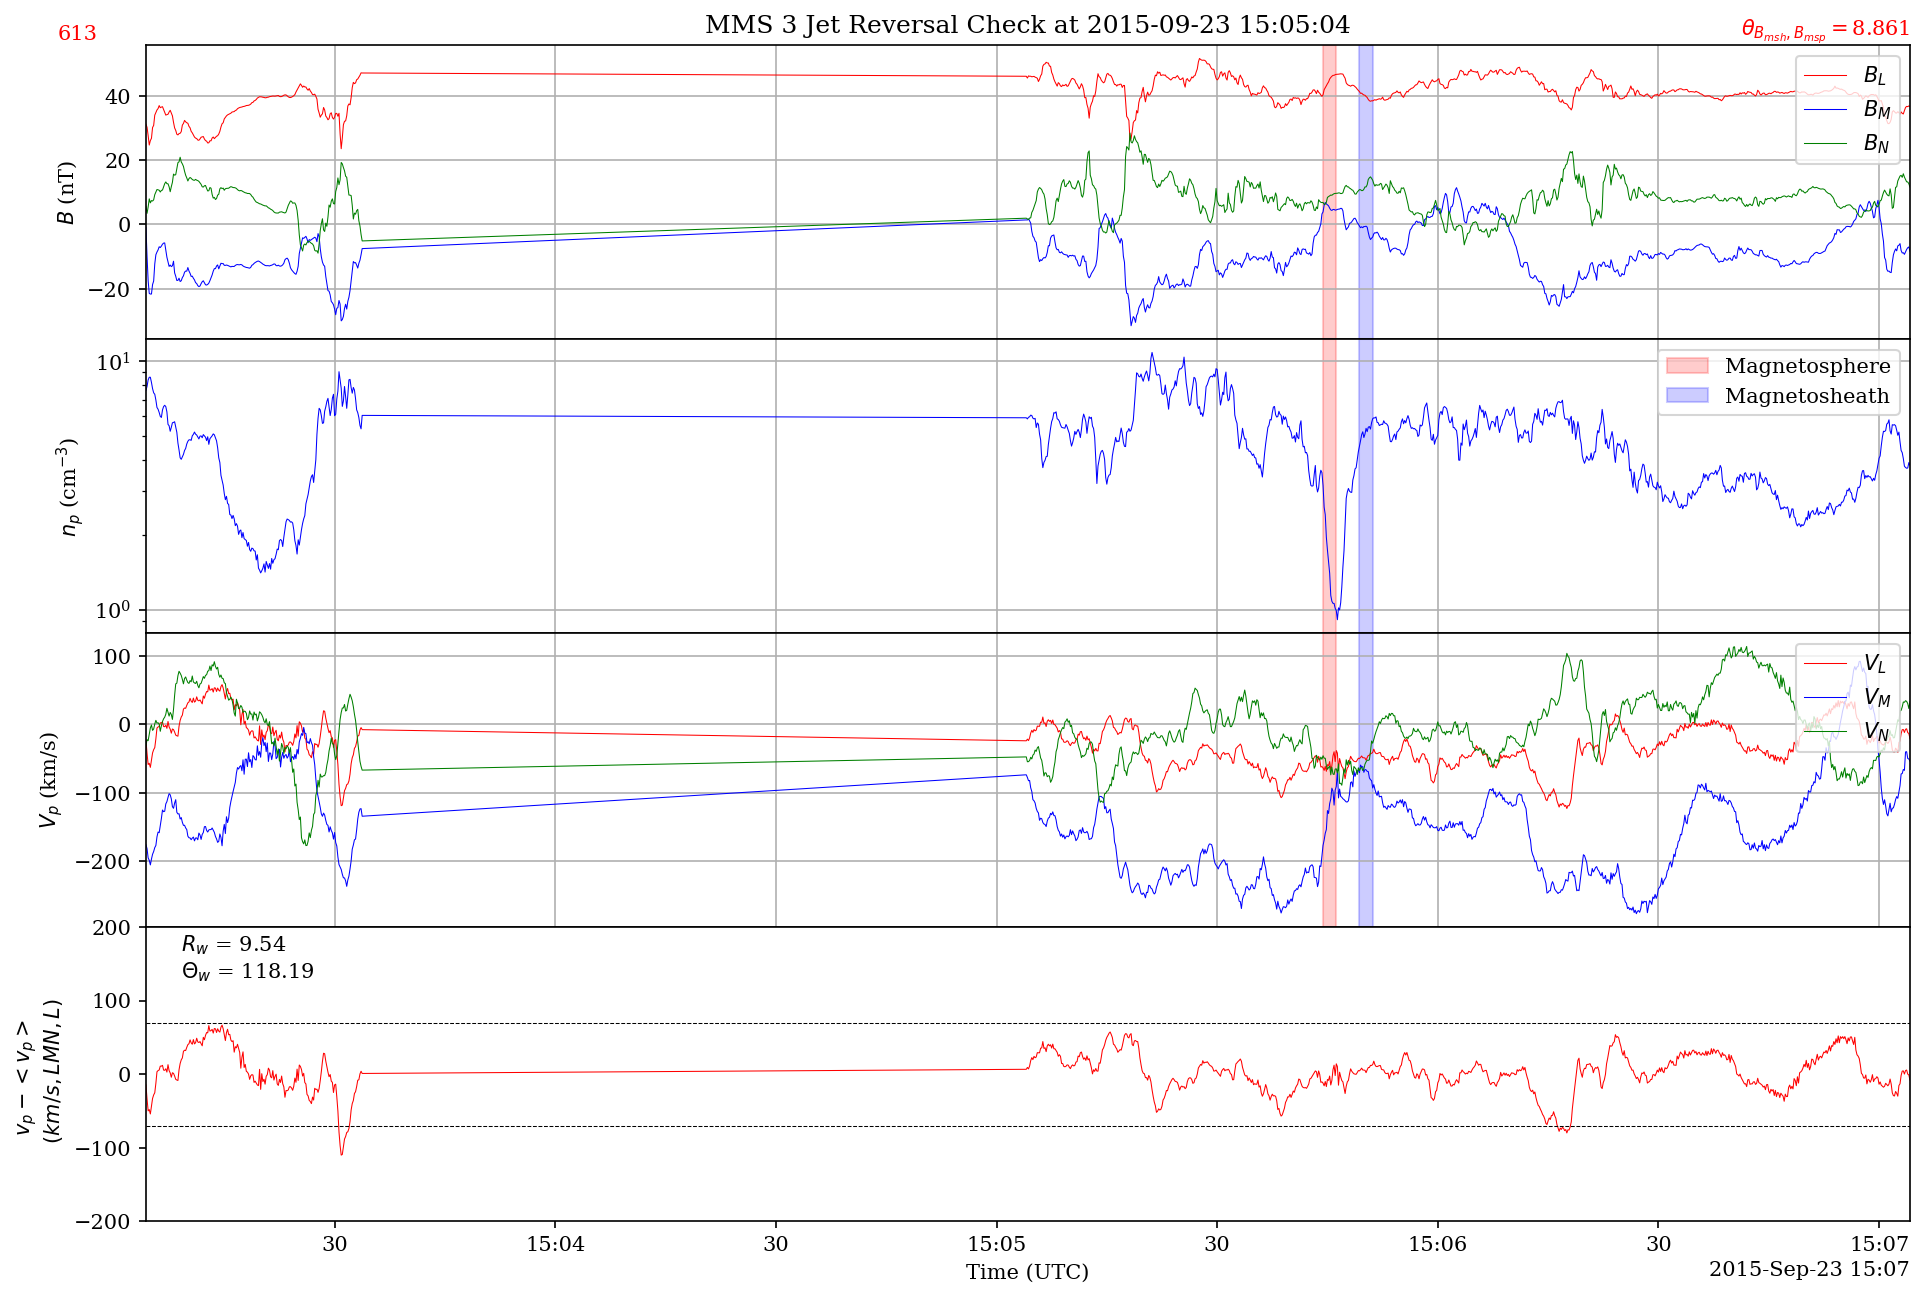 MMS 3 Jet Reversal Check at 2015-09-23 15:05:04
613
θ_{B_{msh}, B_{msp}} = 8.861
B (nT)
40
20
0
−20
B_L
B_M
B_N
n_p (cm^{−3})
10^1
10^0
Magnetosphere
Magnetosheath
V_p (km/s)
100
0
−100
−200
V_L
V_M
V_N
v_p − < v_p >
(km/s, LMN, L)
200
100
0
−100
−200
R_w = 9.54
Θ_w = 118.19
30
15:04
30
15:05
30
15:06
30
15:07
Time (UTC)
2015-Sep-23 15:07